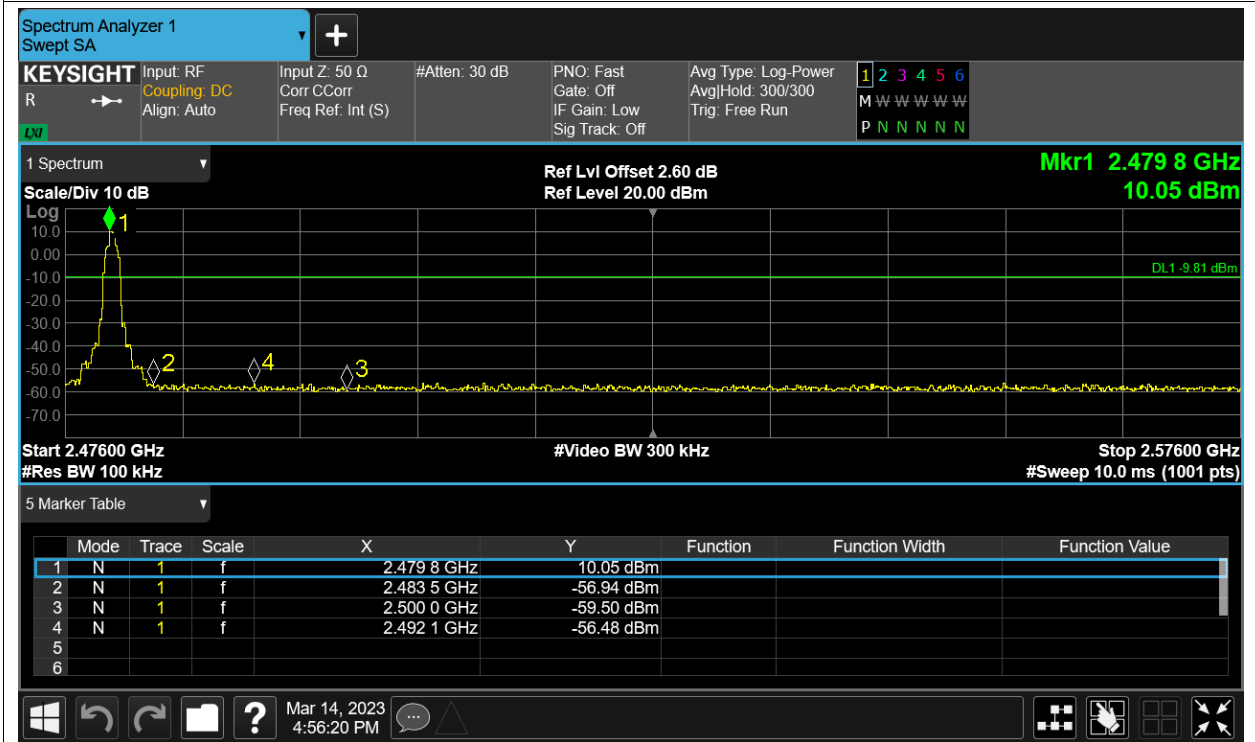 Spectrum Analyzer 1
Swept SA
+
KEYSIGHT
R
LXI
Input: RF
Coupling: DC
Align: Auto
Input Z: 50 Ω
Corr CCorr
Freq Ref: Int (S)
#Atten: 30 dB
PNO: Fast
Gate: Off
IF Gain: Low
Sig Track: Off
Avg Type: Log-Power
Avg|Hold: 300/300
Trig: Free Run
1 2 3 4 5 6
M W W W W W
P N N N N N
1 Spectrum
Scale/Div 10 dB
Ref Lvl Offset 2.60 dB
Ref Level 20.00 dBm
Mkr1 2.479 8 GHz
10.05 dBm
Log
10.0
0.00
-10.0
-20.0
-30.0
-40.0
-50.0
-60.0
-70.0
1
2
4
3
DL1 -9.81 dBm
Start 2.47600 GHz
#Video BW 300 kHz
Stop 2.57600 GHz
#Res BW 100 kHz
#Sweep 10.0 ms (1001 pts)
5 Marker Table
Mode Trace Scale X Y Function Function Width Function Value
1 N 1 f 2.479 8 GHz 10.05 dBm
2 N 1 f 2.483 5 GHz -56.94 dBm
3 N 1 f 2.500 0 GHz -59.50 dBm
4 N 1 f 2.492 1 GHz -56.48 dBm
5
6
?
Mar 14, 2023
4:56:20 PM